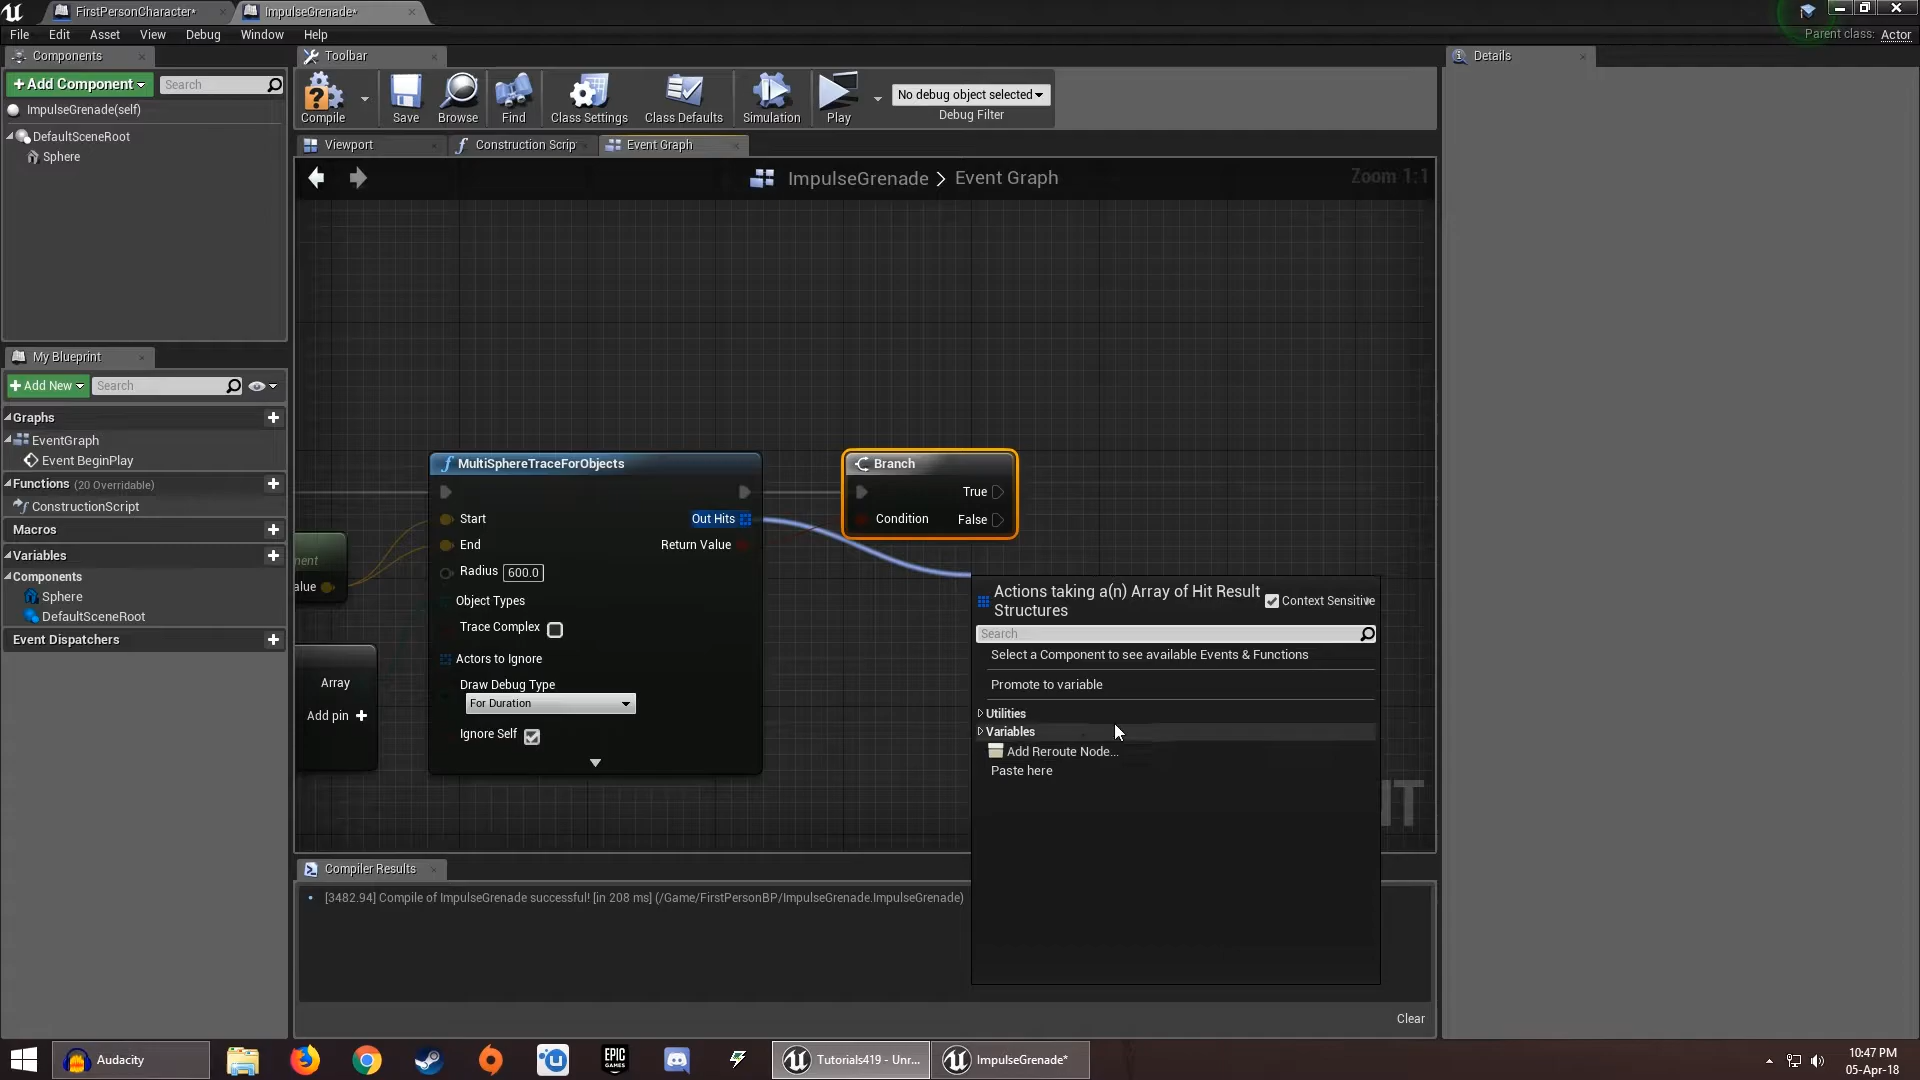 FirstPersonCharacter*
ImpulseGrenade*
File Edit Asset View Debug Window Help
Parent class: Actor
Components
+Add Component
Search
ImpulseGrenade(self)
DefaultSceneRoot
Sphere
Toolbar
Compile
Save
Browse
Find
Class Settings
Class Defaults
Simulation
Play
No debug object selected
Debug Filter
Details
Viewport
Construction Scrip
Event Graph
ImpulseGrenade > Event Graph
Zoom 1:1
My Blueprint
+Add New
Search
Graphs
EventGraph
Event BeginPlay
Functions (20 Overridable)
ConstructionScript
Macros
Variables
Components
Sphere
DefaultSceneRoot
Event Dispatchers
MultiSphereTraceForObjects
Start
Out Hits
End
Return Value
Radius 600.0
Object Types
Trace Complex
Actors to Ignore
Draw Debug Type
For Duration
Ignore Self
Branch
True
Condition
False
Array
Add pin +
Actions taking a(n) Array of Hit Result
Structures
Context Sensitive
Search
Select a Component to see available Events & Functions
Promote to variable
Utilities
Variables
Add Reroute Node...
Paste here
Compiler Results
[3482.94] Compile of ImpulseGrenade successful! [in 208 ms] (/Game/FirstPersonBP/ImpulseGrenade.ImpulseGrenade)
Clear
Audacity
EPIC
GAMES
Tutorials419 - Unr...
ImpulseGrenade*
10:47 PM
05-Apr-18